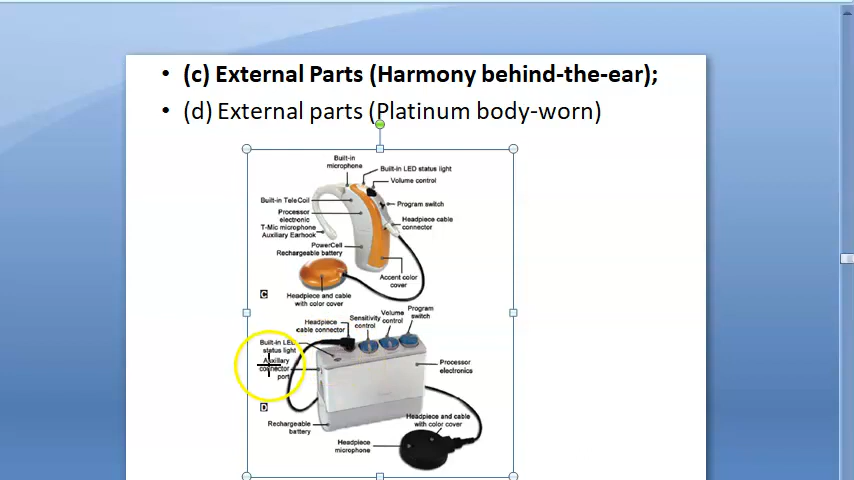 • (c) External Parts (Harmony behind-the-ear);
• (d) External parts (Platinum body-worn)
Built-in
microphone
Built-in LED status light
Volume control
Built-in TeleCoil
Program switch
Processor
electronic
Headpiece cable
connector
T-Mic microphone
Auxiliary Earhook
PowerCell
Rechargeable battery
Accent color
cover
C
Headpiece and cable
with color cover
Program
switch
Volume
control
Sensitivity
control
Headpiece
cable connector
Built-in LED
status light
Auxillary
connector
port
Processor
electronics
D
Headpiece and cable
with color cover
Rechargeable
battery
Headpiece
microphone